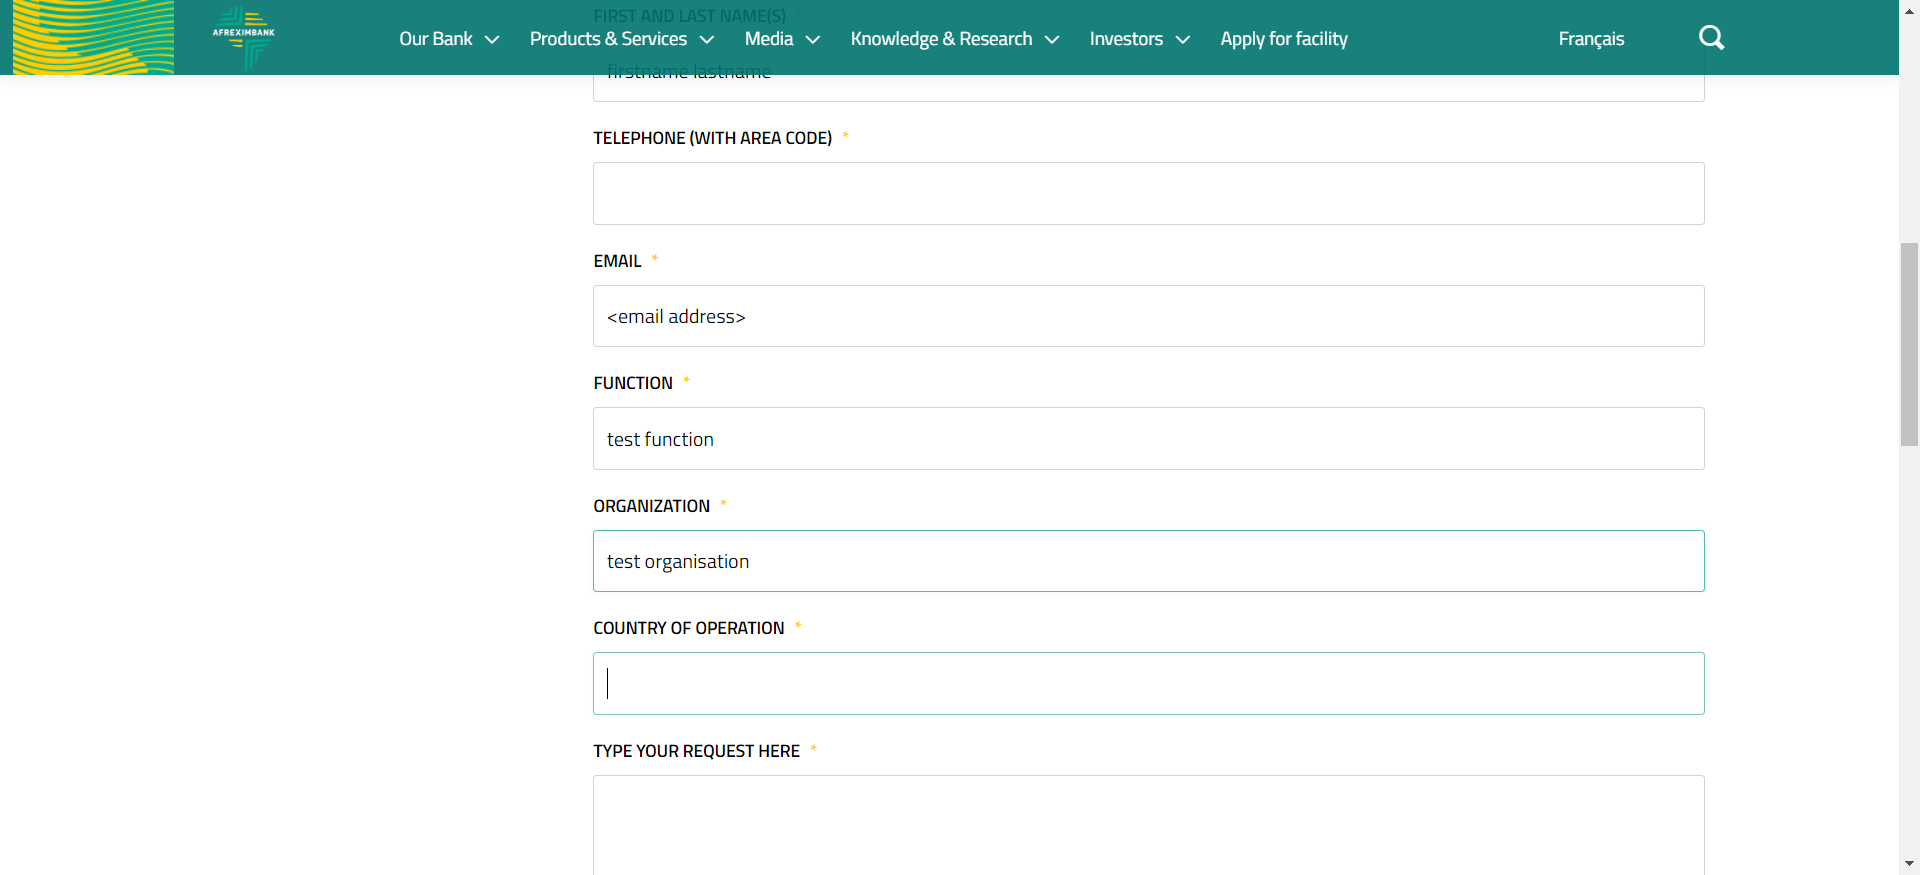 FIRST AND LAST NAME(S) *
AFREXIMBANK
Our Bank
Products & Services
Media
Knowledge & Research
Investors
Apply for facility
Français
firstname lastname
TELEPHONE (WITH AREA CODE) *
EMAIL *
<email address>
FUNCTION *
test function
ORGANIZATION *
test organisation
COUNTRY OF OPERATION *
TYPE YOUR REQUEST HERE *